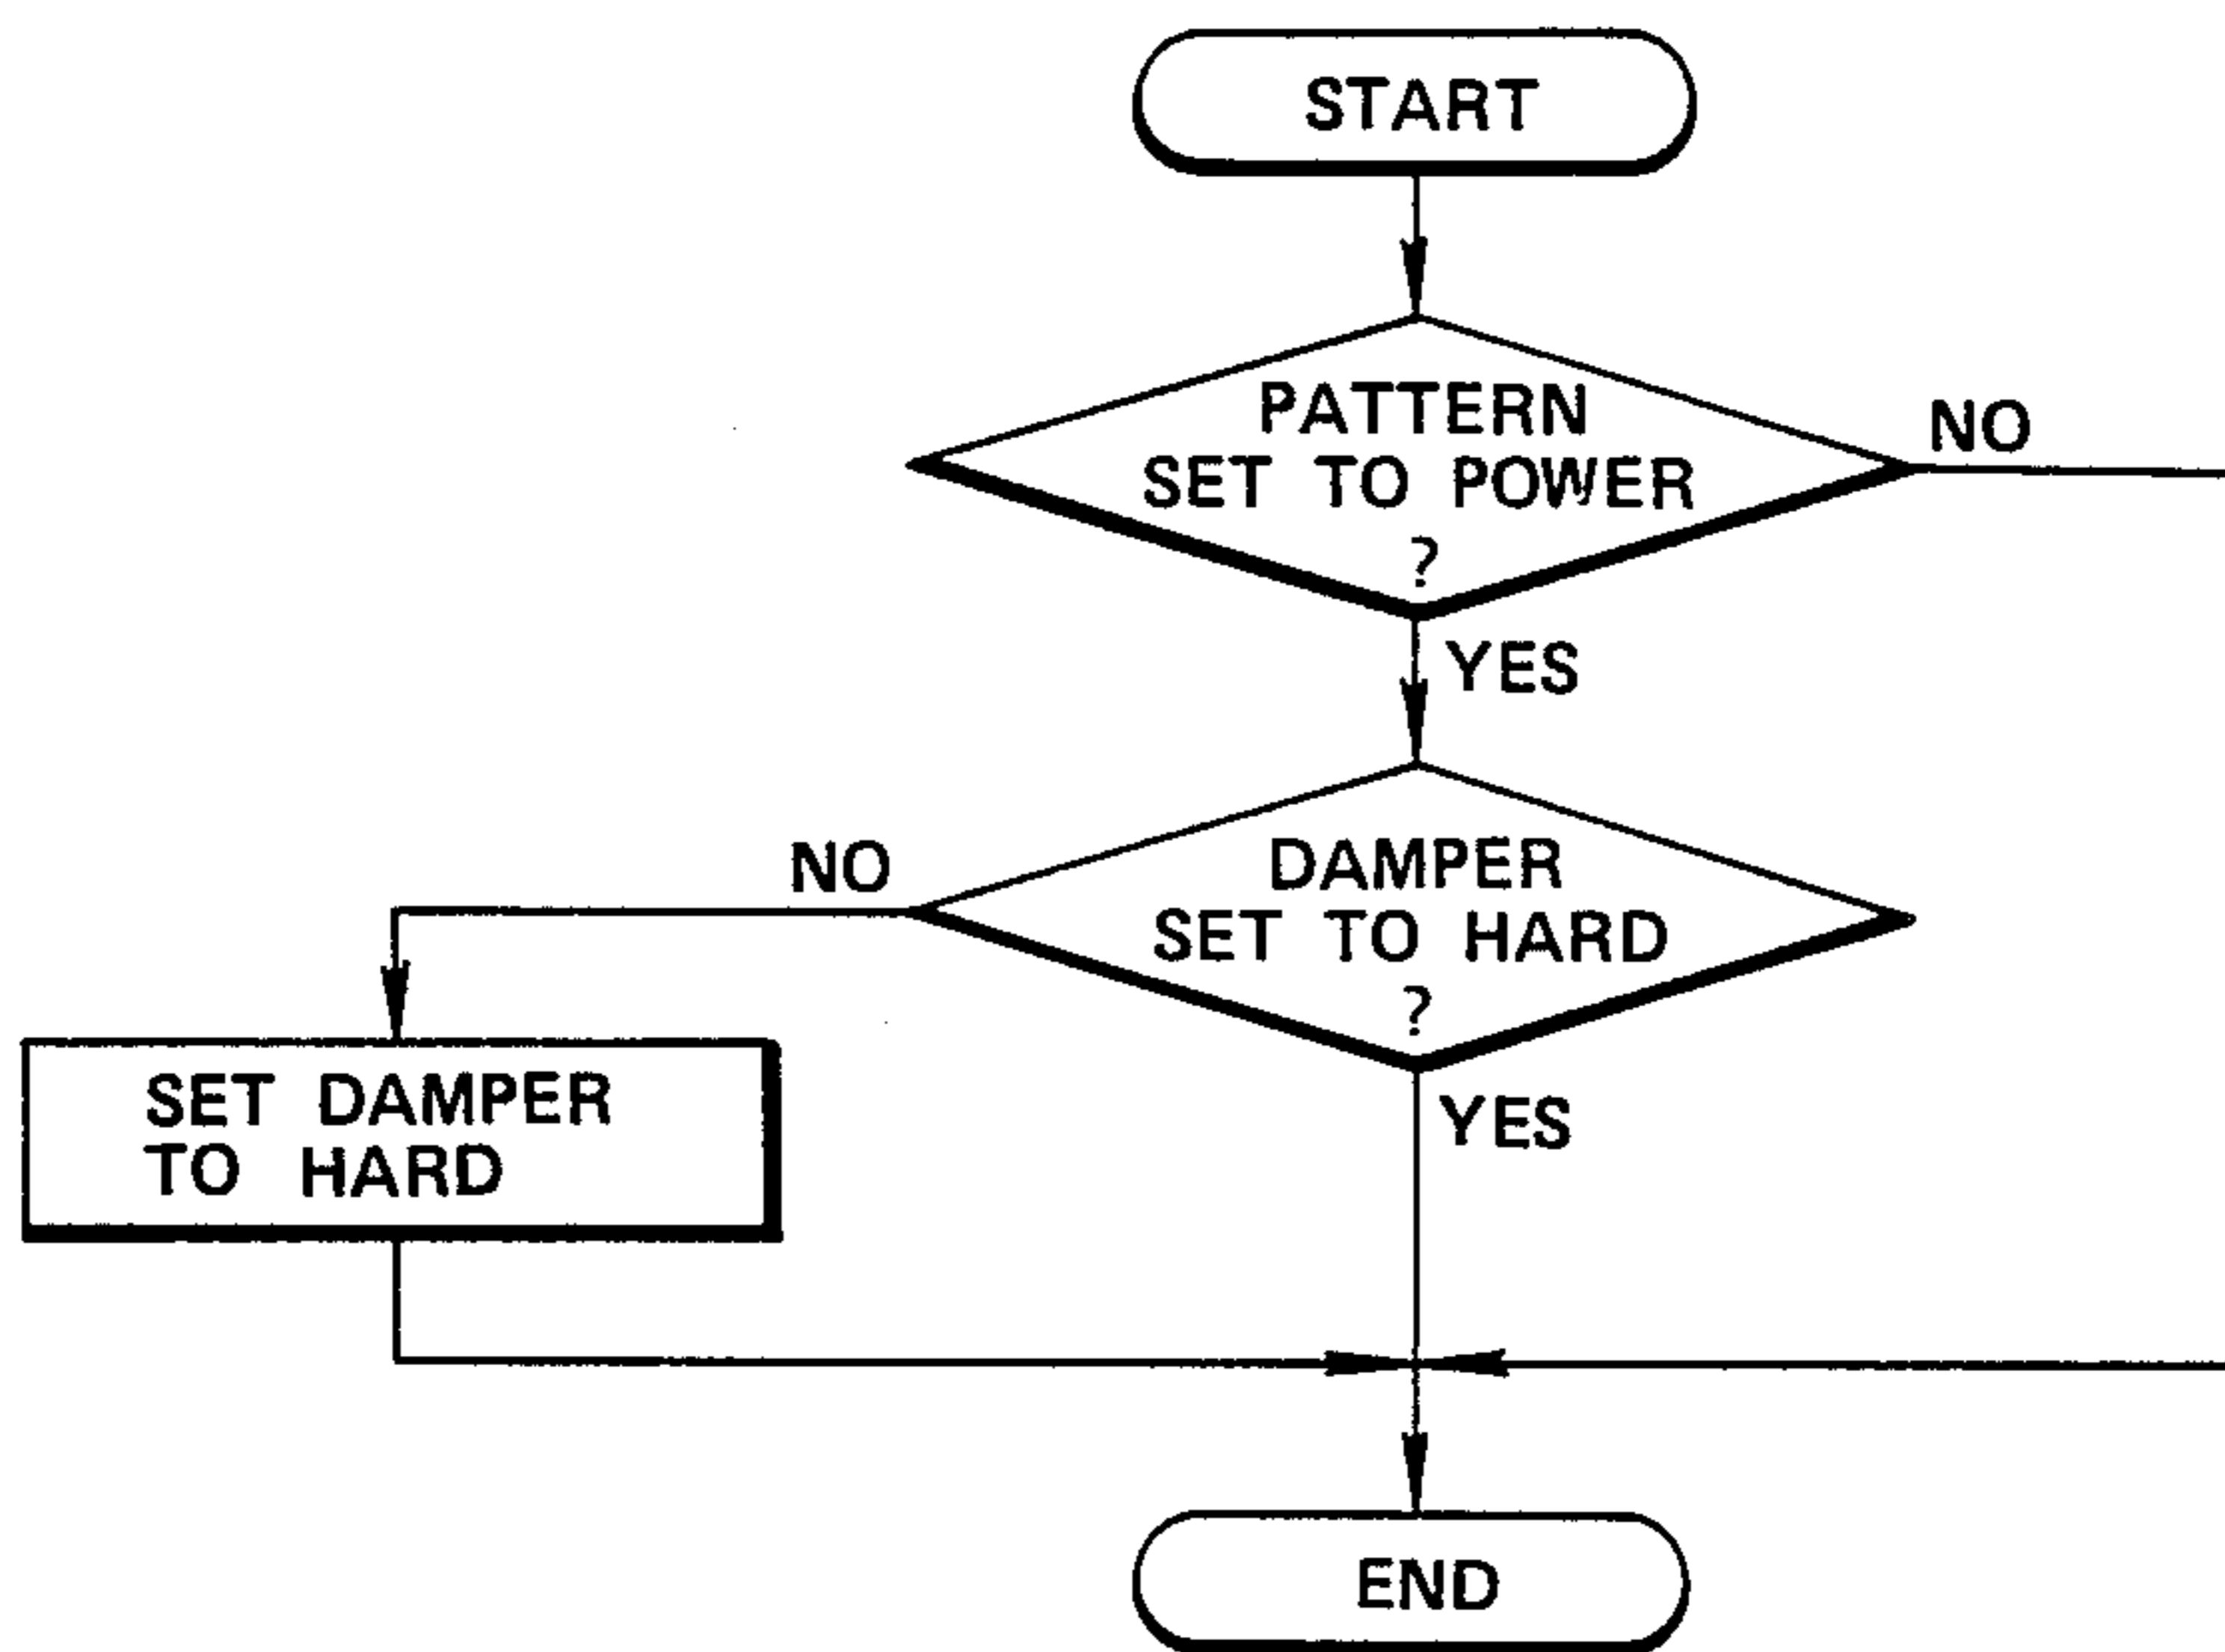 START
PATTERN
SET TO POWER
?
NO
YES
DAMPER
SET TO HARD
?
NO
YES
SET DAMPER
TO HARD
END